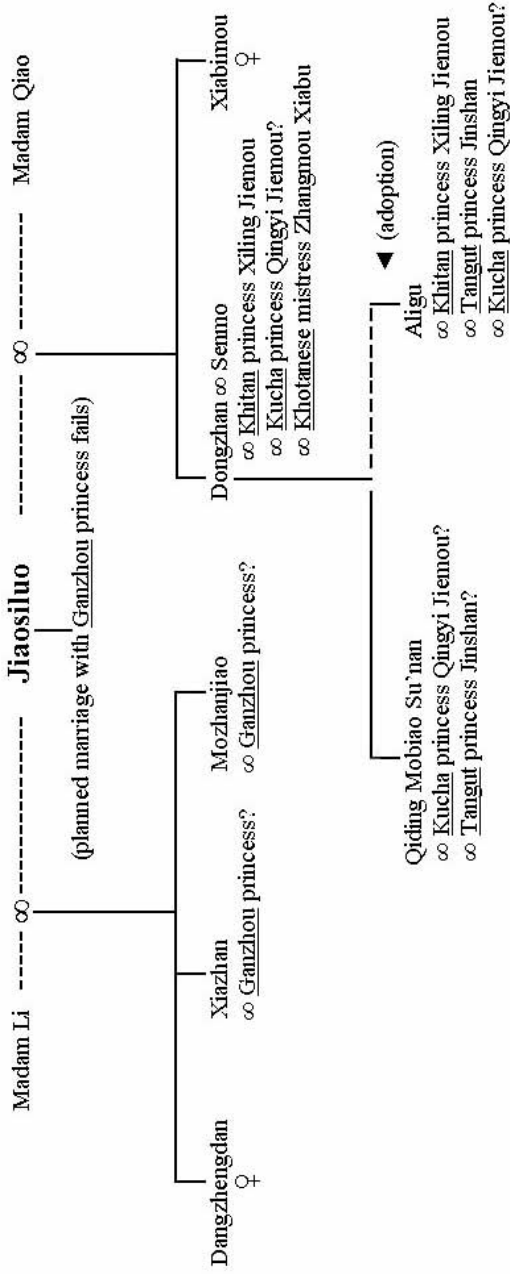 Madam Li ------ ∞ ------ Jiaosiluo ------ ∞ ------ Madam Qiao
(planned marriage with Ganzhou princess fails)
Dangzhengdan
♀
Xiazhan
∞ Ganzhou princess?
Mozhanjiao
∞ Ganzhou princess?
Dongzhan ∞ Senmo
∞ Khitan princess Xiling Jiemou
∞ Kucha princess Qingyi Jiemou?
∞ Khotanese mistress Zhangmou Xiabu
Xiabimou
♀
◄ (adoption)
Qiding Mobiao Su'nan
∞ Kucha princess Qingyi Jiemou?
∞ Tangut princess Jinshan?
Aligu
∞ Khitan princess Xiling Jiemou
∞ Tangut princess Jinshan
∞ Kucha princess Qingyi Jiemou?